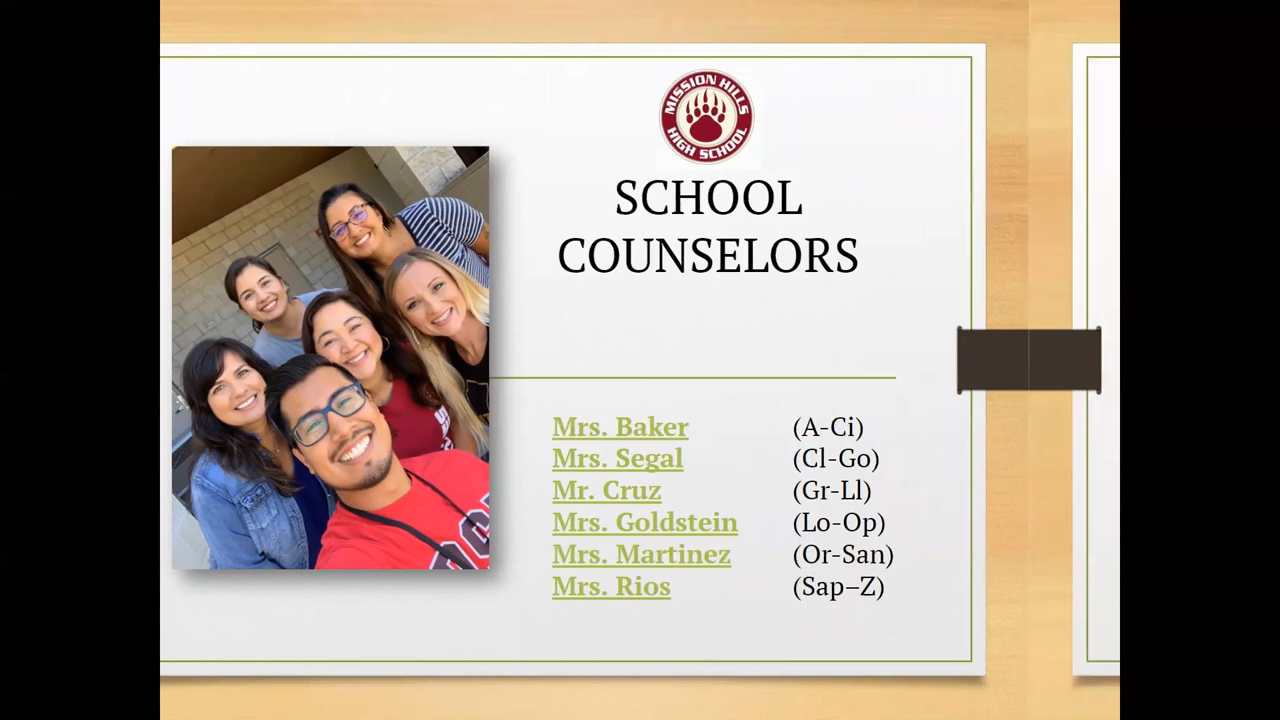 MISSION HILLS
HIGH SCHOOL
SCHOOL
COUNSELORS
Mrs. Baker (A-Ci)
Mrs. Segal (Cl-Go)
Mr. Cruz (Gr-Ll)
Mrs. Goldstein (Lo-Op)
Mrs. Martinez (Or-San)
Mrs. Rios (Sap–Z)